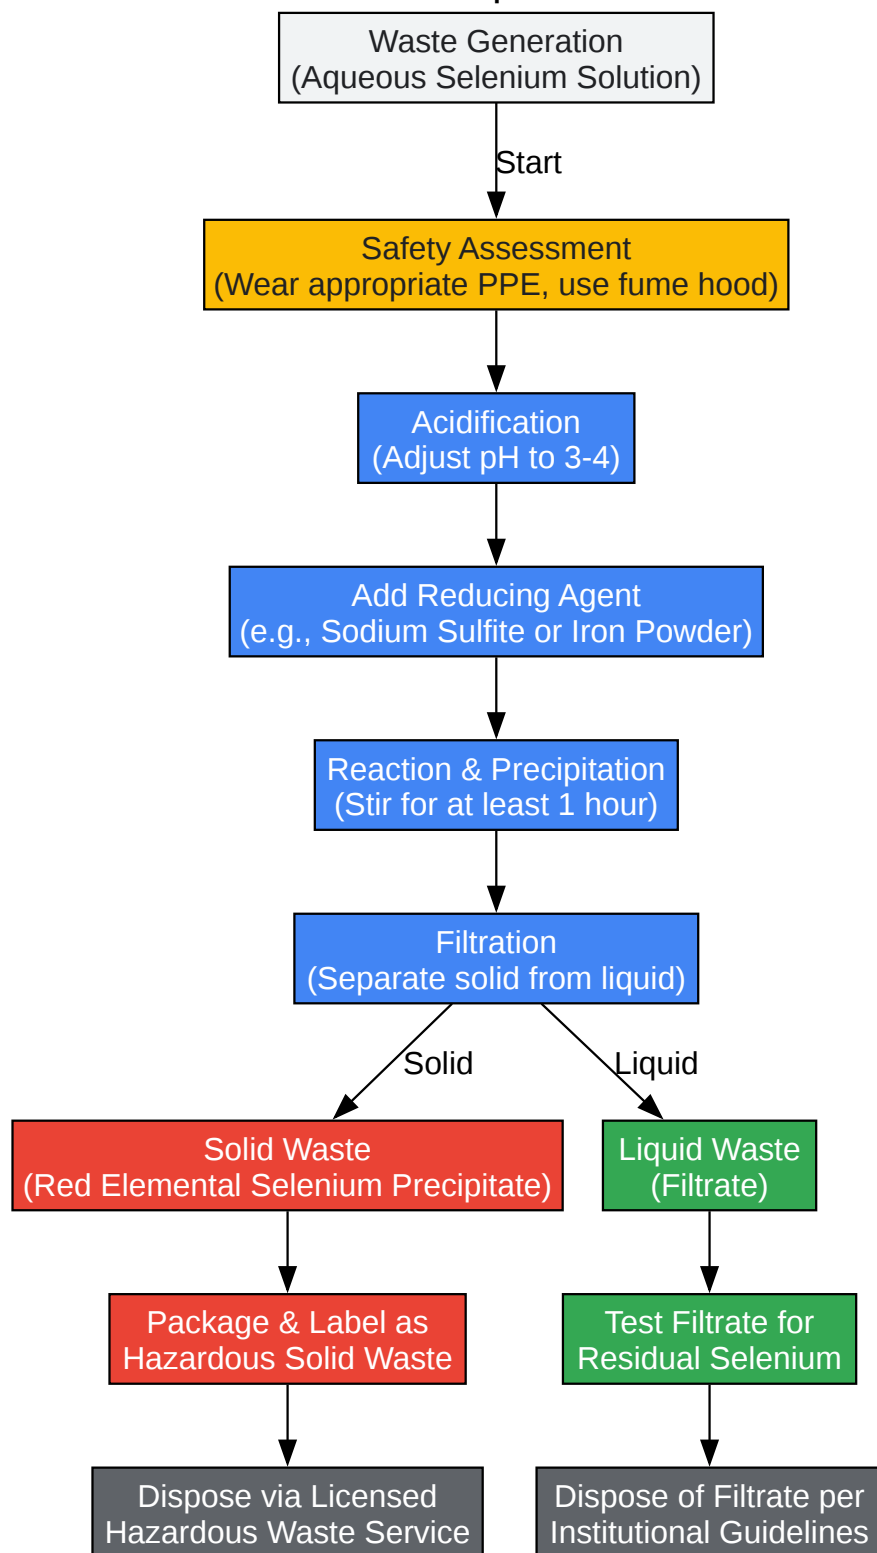 Waste Generation
(Aqueous Selenium Solution)
Start
Safety Assessment
(Wear appropriate PPE, use fume hood)
Acidification
(Adjust pH to 3-4)
Add Reducing Agent
(e.g., Sodium Sulfite or Iron Powder)
Reaction & Precipitation
(Stir for at least 1 hour)
Filtration
(Separate solid from liquid)
Solid
Liquid
Solid Waste
(Red Elemental Selenium Precipitate)
Liquid Waste
(Filtrate)
Package & Label as
Hazardous Solid Waste
Test Filtrate for
Residual Selenium
Dispose via Licensed
Hazardous Waste Service
Dispose of Filtrate per
Institutional Guidelines